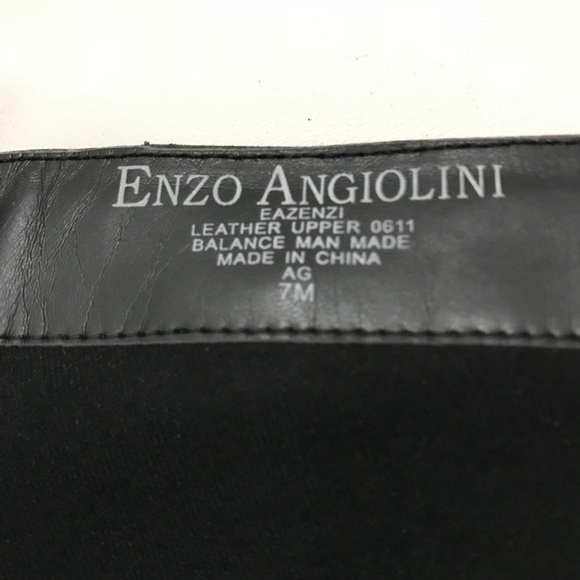 ENZO ANGIOLINI
EAZENZI
LEATHER UPPER 0611
BALANCE MAN MADE
MADE IN CHINA
AG
7M